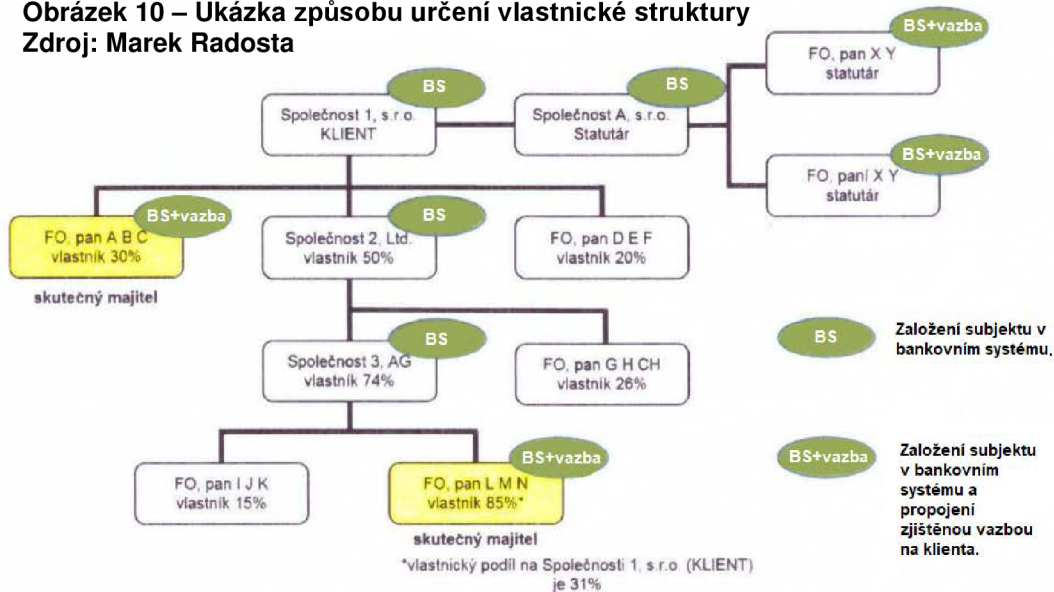 Obrázek 10 – Ukázka způsobu určení vlastnické struktury
Zdroj: Marek Radosta
BS+vazba
FO, pan X Y
statutár
BS
Společnost 1, s.r.o.
KLIENT
BS
Společnost A, s.r.o.
Statutár
BS+vazba
FO, paní X Y
statutár
BS+vazba
FO, pan A B C
vlastník 30%
skutečný majitel
BS
Společnost 2, Ltd.
vlastník 50%
FO, pan D E F
vlastník 20%
BS
Společnost 3, AG
vlastník 74%
FO, pan G H CH
vlastník 26%
BS
Založení subjektu v
bankovním systému.
FO, pan I J K
vlastník 15%
BS+vazba
FO, pan L M N
vlastník 85%*
skutečný majitel
*vlastnický podíl na Společnosti 1, s.r.o. (KLIENT)
je 31%
BS+vazba
Založení subjektu
v bankovním
systému a
propojení
zjištěnou vazbou
na klienta.